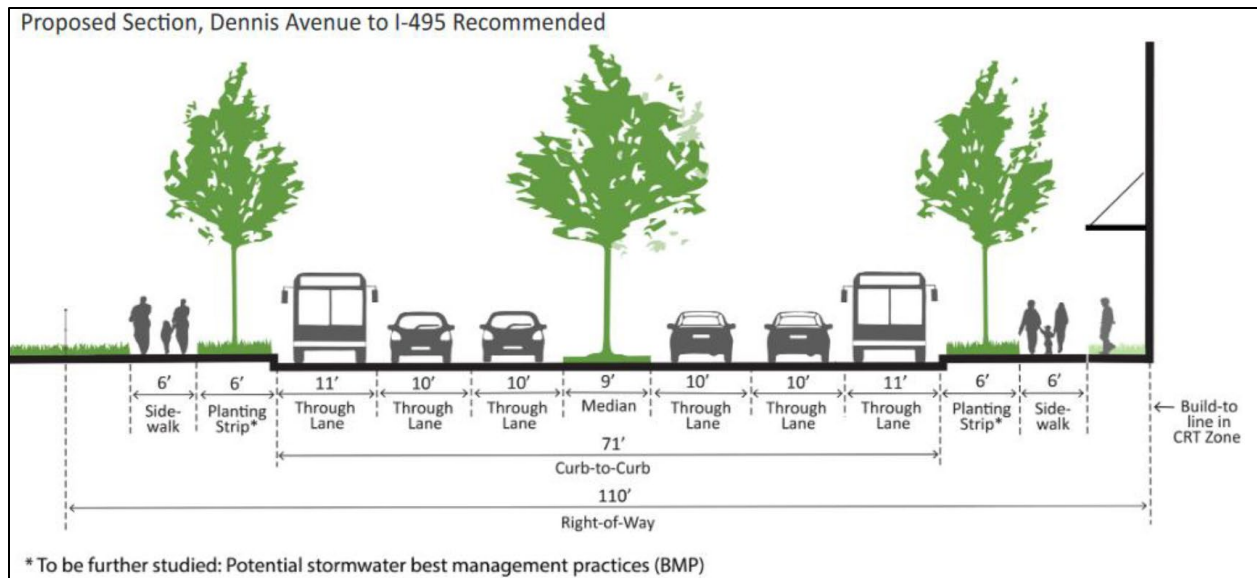 Proposed Section, Dennis Avenue to I-495 Recommended
6’ 6’ 11’ 10’ 10’ 9’ 10’ 10’ 11’ 6’ 6’
Side-
walk
Planting
Strip*
Through
Lane
Through
Lane
Through
Lane
Median
Through
Lane
Through
Lane
Through
Lane
Planting
Strip*
Side-
walk
Build-to
line in
CRT Zone
71’
Curb-to-Curb
110’
Right-of-Way
* To be further studied: Potential stormwater best management practices (BMP)